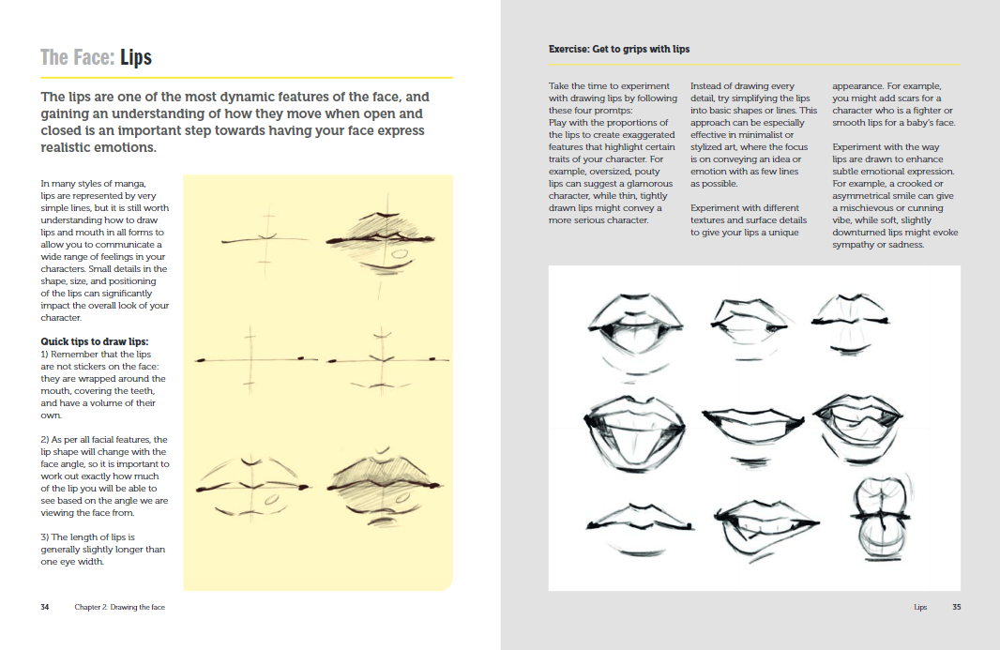 The Face: Lips
The lips are one of the most dynamic features of the face, and
gaining an understanding of how they move when open and
closed is an important step towards having your face express
realistic emotions.
In many styles of manga,
lips are represented by very
simple lines, but it is still worth
understanding how to draw
lips and mouth in all forms to
allow you to communicate a
wide range of feelings in your
characters. Small details in the
shape, size, and positioning
of the lips can significantly
impact the overall look of your
character.
Quick tips to draw lips:
1) Remember that the lips
are not stickers on the face:
they are wrapped around the
mouth, covering the teeth,
and have a volume of their
own.
2) As per all facial features, the
lip shape will change with the
face angle, so it is important to
work out exactly how much
of the lip you will be able to
see based on the angle we are
viewing the face from.
3) The length of lips is
generally slightly longer than
one eye width.
34 Chapter 2. Drawing the face
Exercise: Get to grips with lips
Take the time to experiment
with drawing lips by following
these four promtps:
Play with the proportions of
the lips to create exaggerated
features that highlight certain
traits of your character. For
example, oversized, pouty
lips can suggest a glamorous
character, while thin, tightly
drawn lips might convey a
more serious character.
Instead of drawing every
detail, try simplifying the lips
into basic shapes or lines. This
approach can be especially
effective in minimalist or
stylized art, where the focus
is on conveying an idea or
emotion with as few lines
as possible.
Experiment with different
textures and surface details
to give your lips a unique
appearance. For example,
you might add scars for a
character who is a fighter or
smooth lips for a baby's face.
Experiment with the way
lips are drawn to enhance
subtle emotional expression.
For example, a crooked or
asymmetrical smile can give
a mischievous or cunning
vibe, while soft, slightly
downturned lips might evoke
sympathy or sadness.
Lips 35